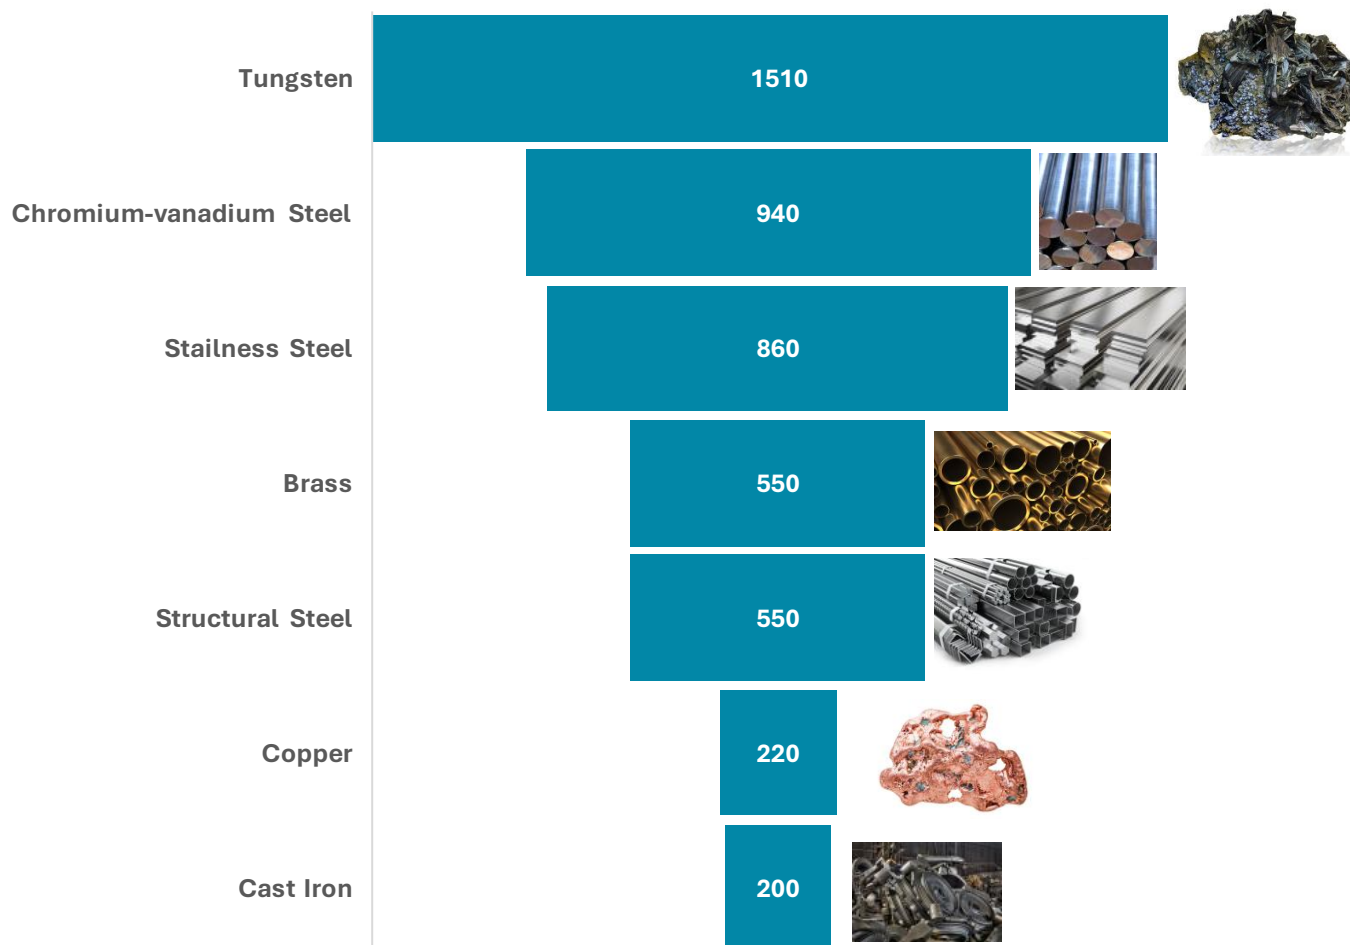 Tungsten 1510
Chromium-vanadium Steel 940
Stailness Steel 860
Brass 550
Structural Steel 550
Copper 220
Cast Iron 200